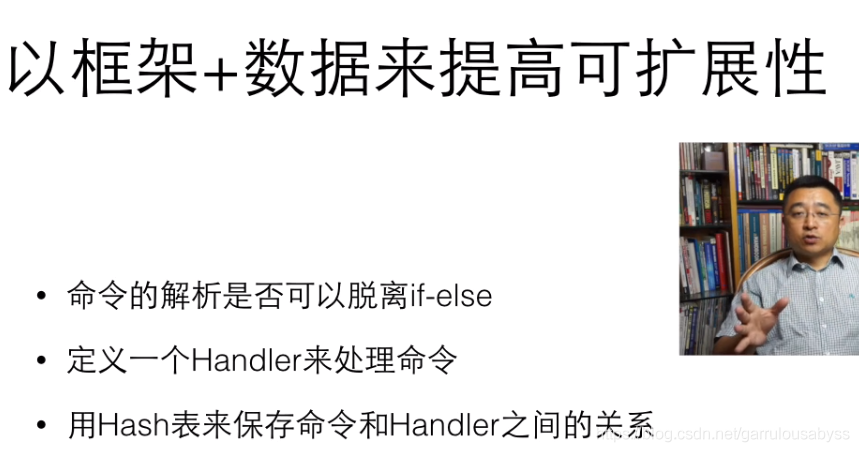 以框架+数据来提高可扩展性
• 命令的解析是否可以脱离if-else
• 定义一个Handler来处理命令
• 用Hash表来保存命令和Handler之间的关系
https://blog.csdn.net/garrulousabyss